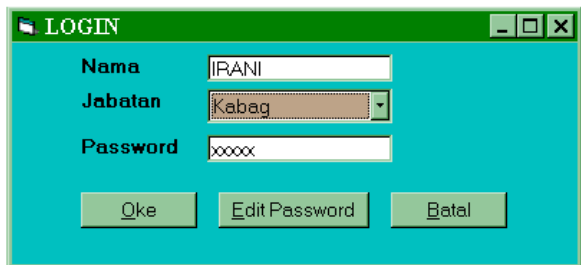 LOGIN
Nama IRANI
Jabatan Kabag
Password xxxxx
Oke Edit Password Batal